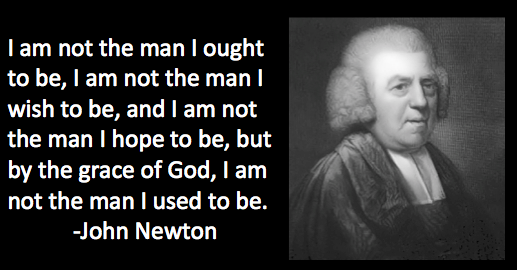 I am not the man I ought
to be, I am not the man I
wish to be, and I am not
the man I hope to be, but
by the grace of God, I am
not the man I used to be.
-John Newton